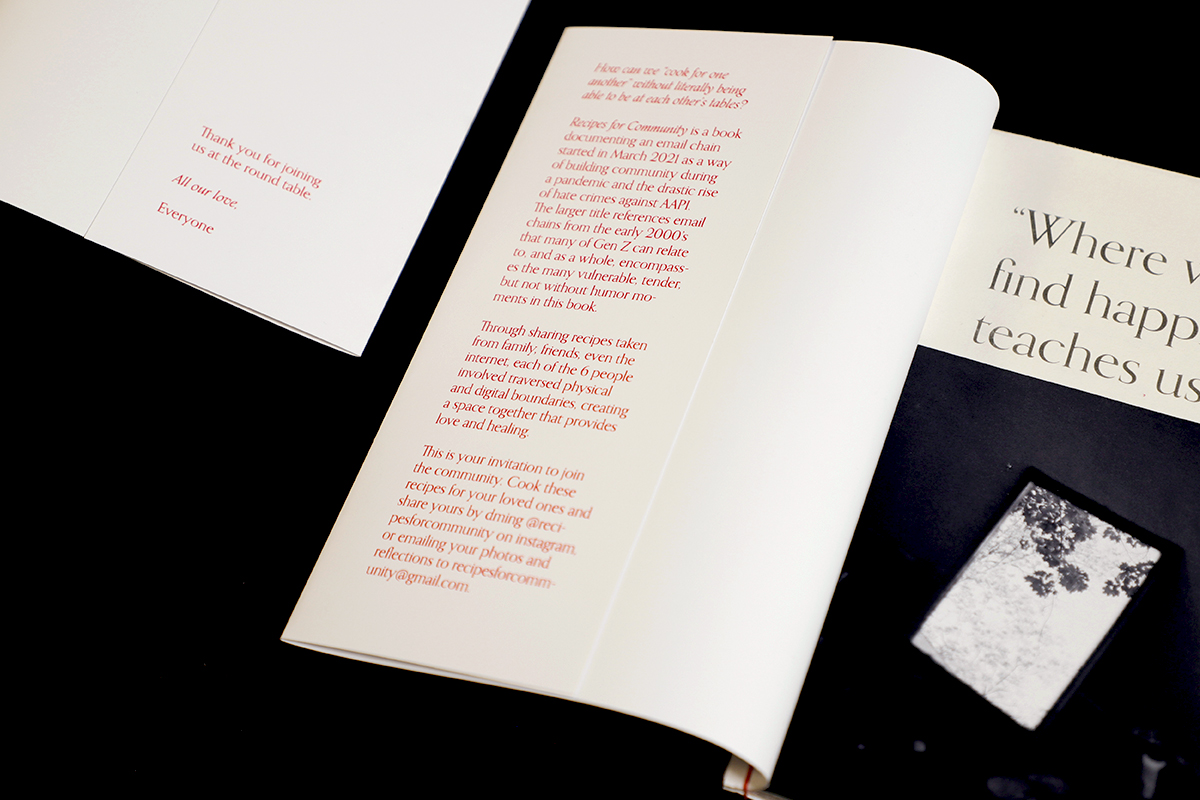 Thank you for joining
us at the round table.
All our love,
Everyone
How can we "cook for one
another" without literally being
able to be at each other's tables?
Recipes for Community is a book
documenting an email chain
started in March 2021 as a way
of building community during
a pandemic and the drastic rise
of hate crimes against AAPI.
The larger title references email
chains from the early 2000's
that many of Gen Z can relate
to, and as a whole, encompass-
es the many vulnerable, tender,
but not without humor mo-
ments in this book.
Through sharing recipes taken
from family, friends, even the
internet, each of the 6 people
involved traversed physical
and digital boundaries, creating
a space together that provides
love and healing.
This is your invitation to join
the community. Cook these
recipes for your loved ones and
share yours by dming @reci-
pesforcommunity on instagram,
or emailing your photos and
reflections to recipesforcomm-
unity@gmail.com.
"Where
find happ
teaches us